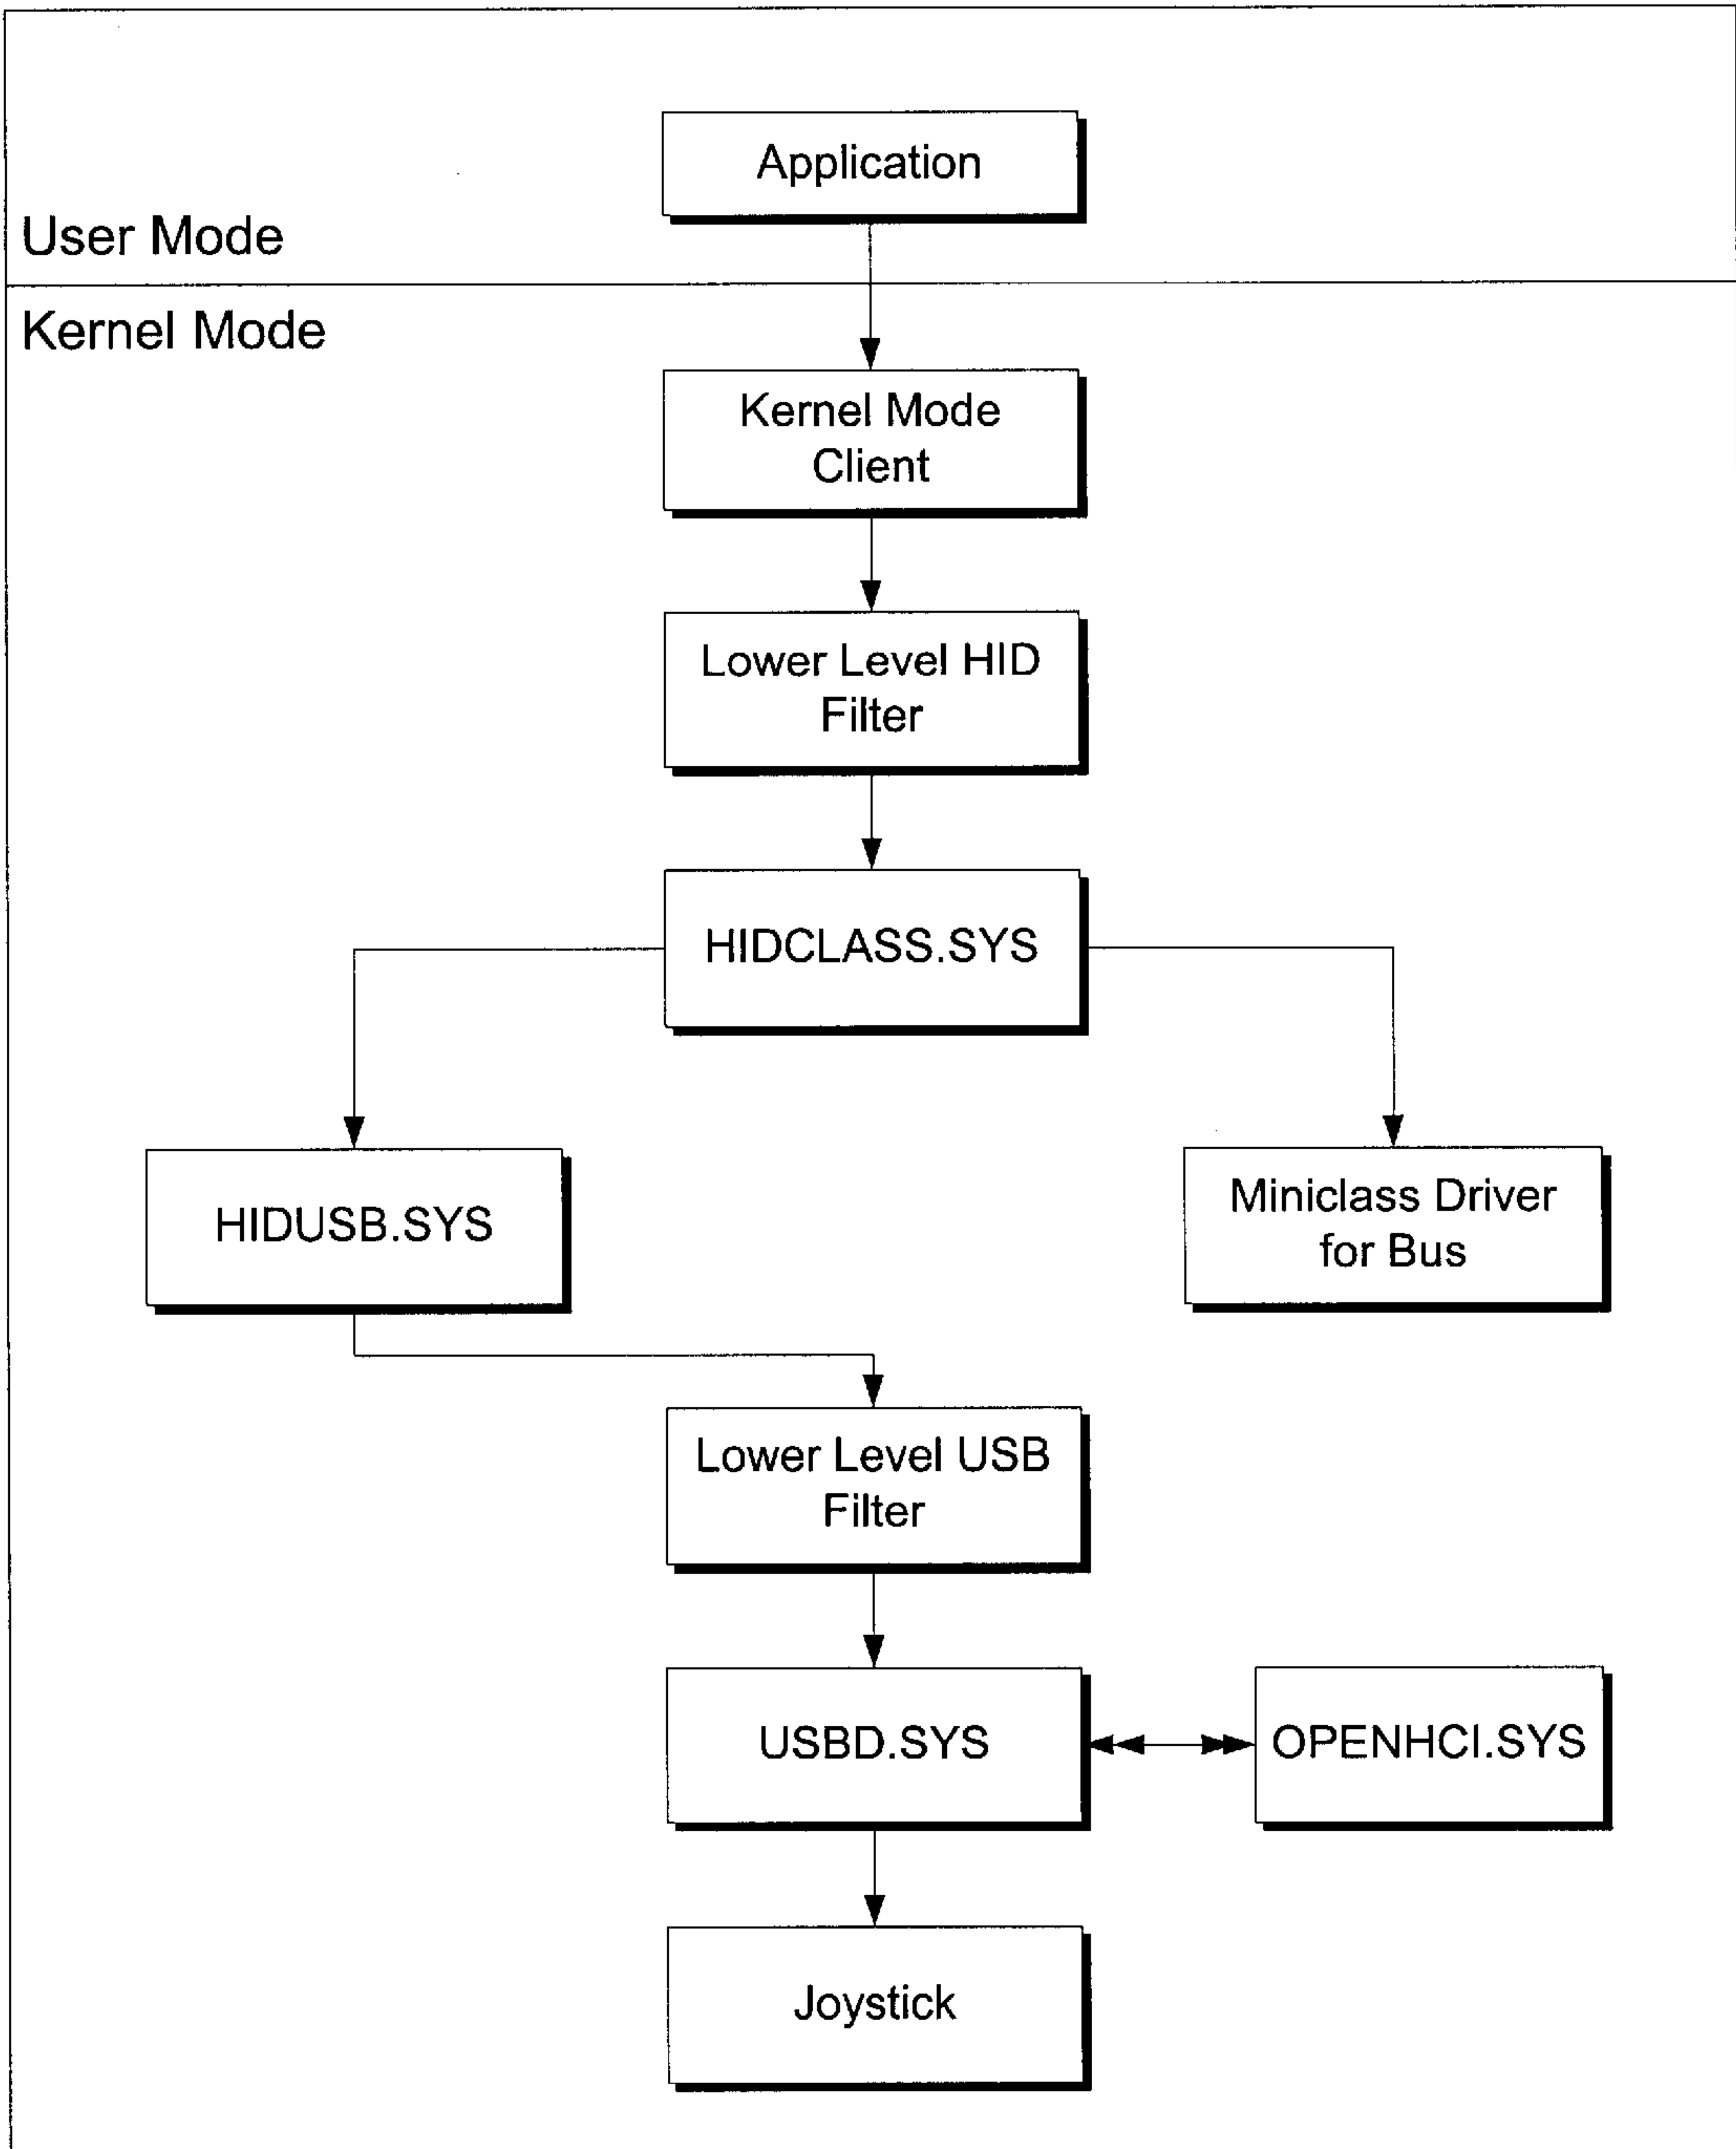 Application
User Mode
Kernel Mode
Kernel Mode
Client
Lower Level HID
Filter
HIDCLASS.SYS
HIDUSB.SYS
Miniclass Driver
for Bus
Lower Level USB
Filter
USBD.SYS
OPENHCI.SYS
Joystick